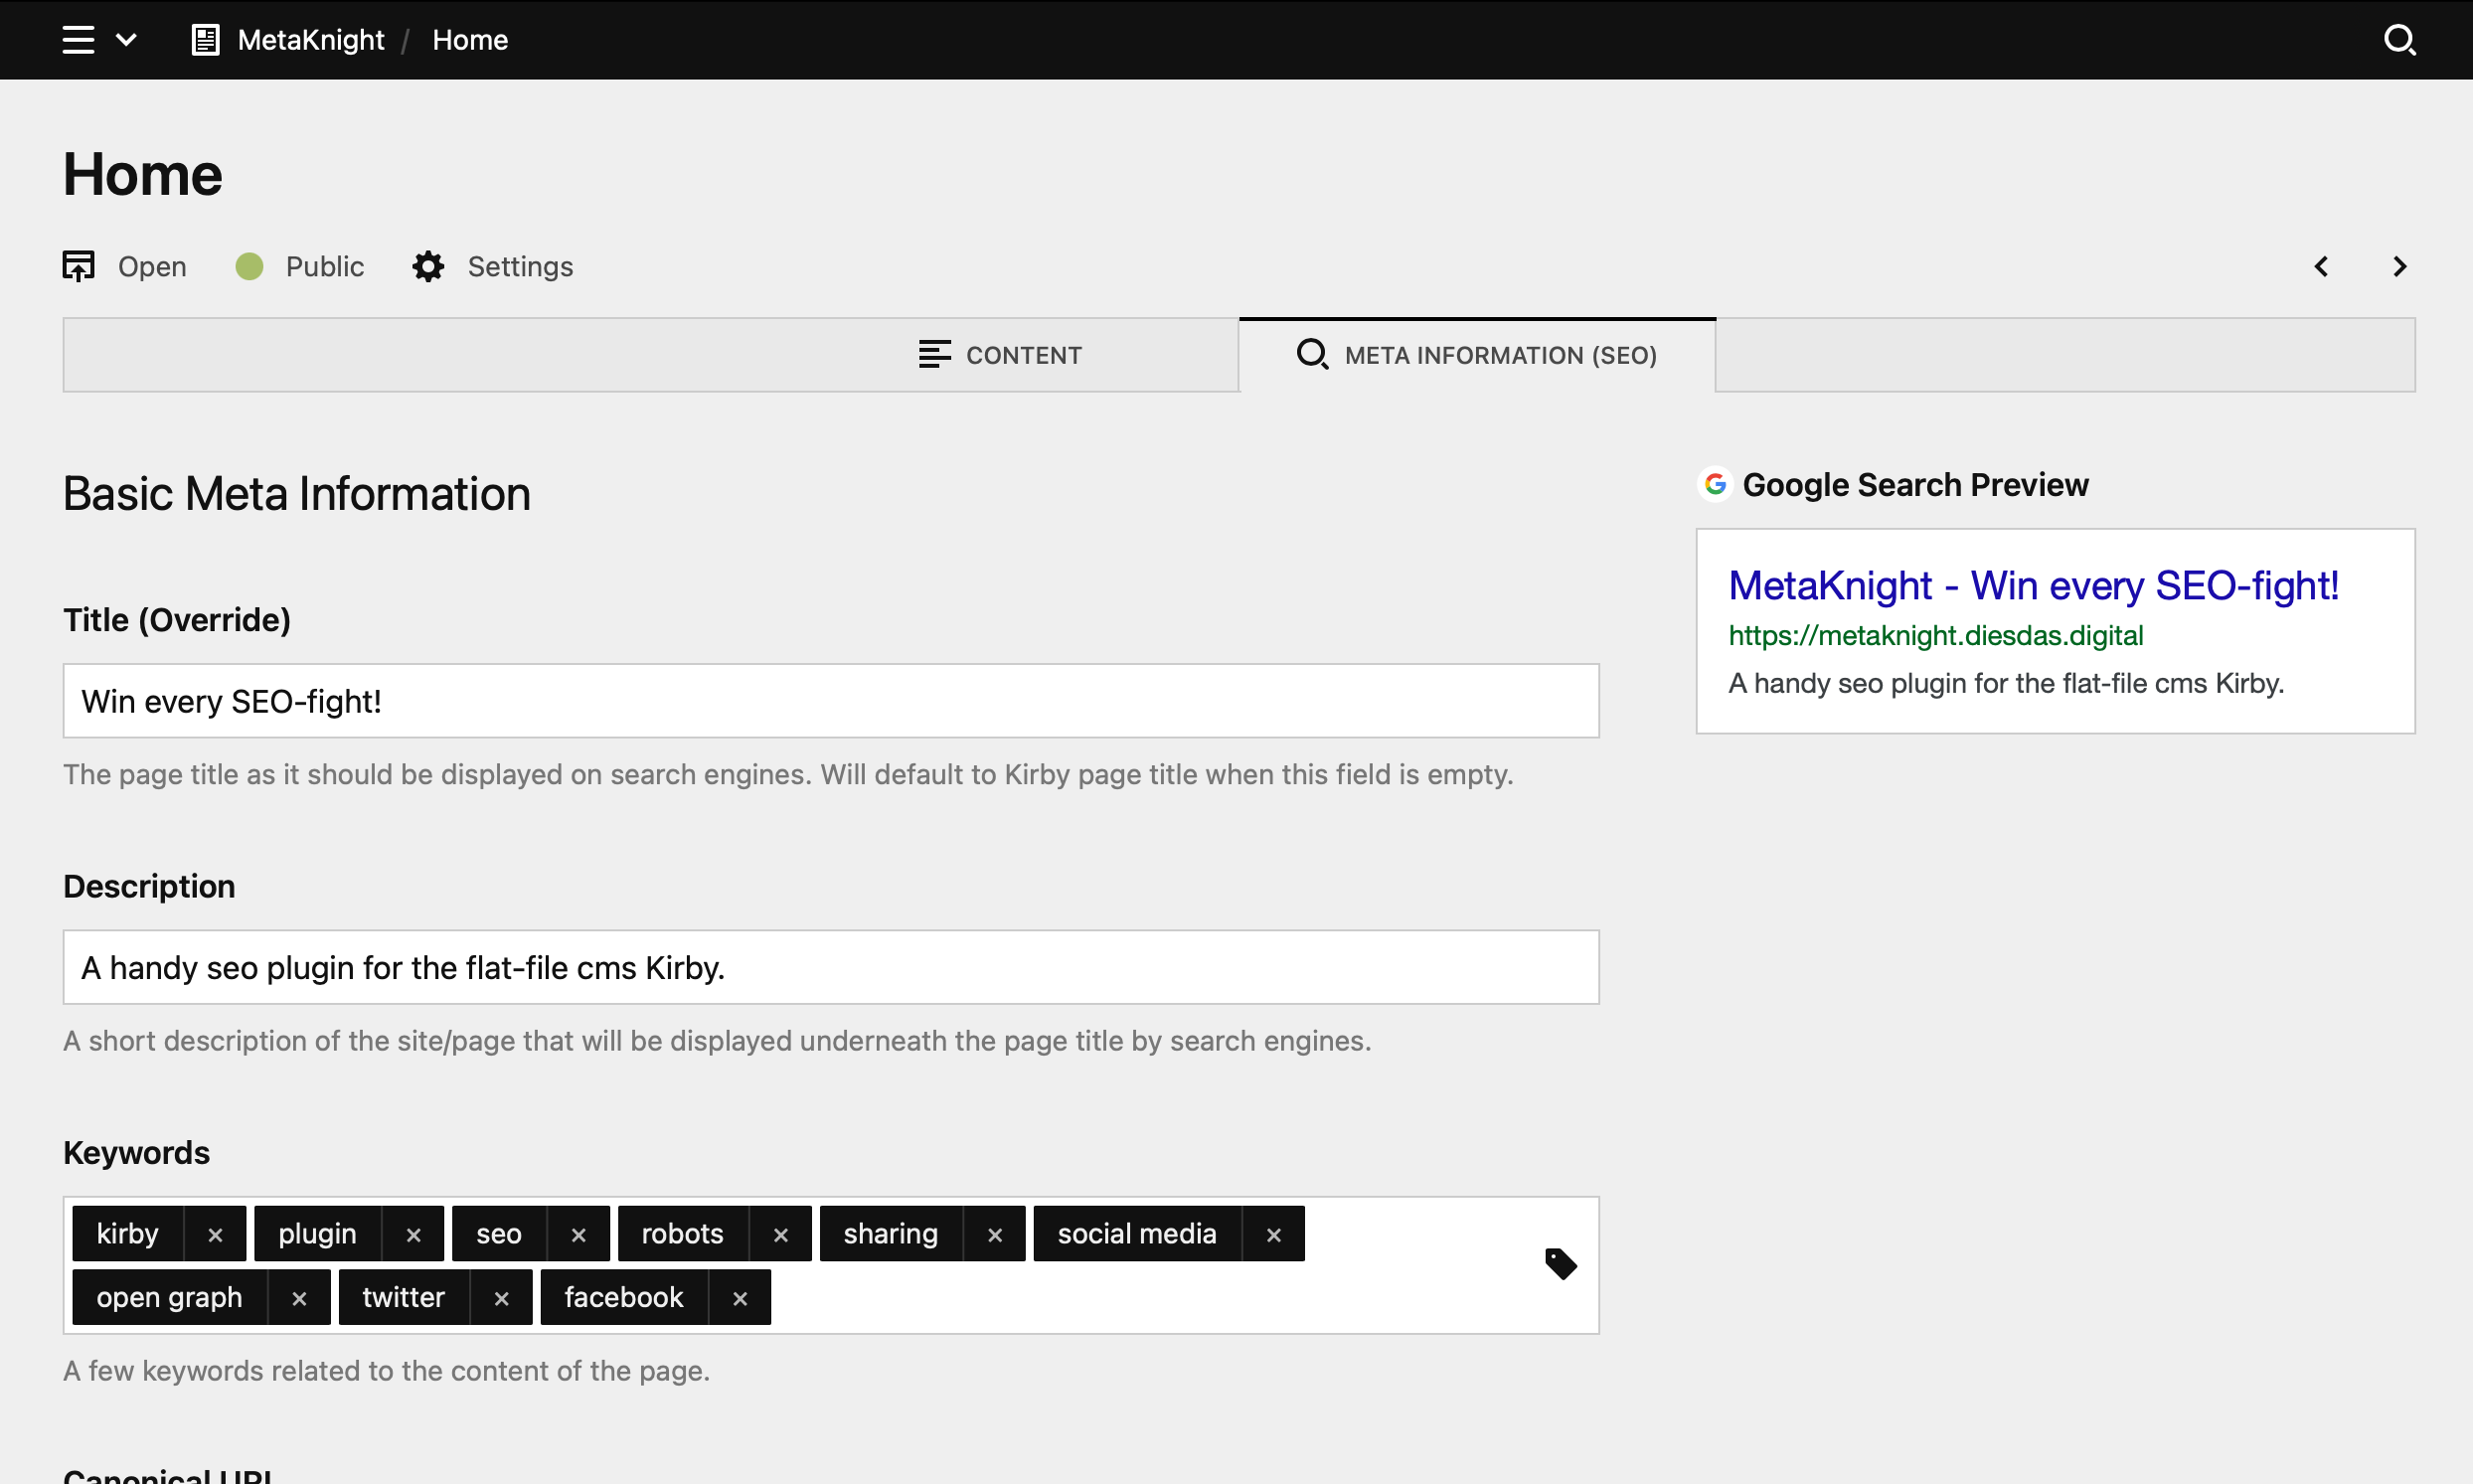 MetaKnight / Home
Home
Open Public Settings
CONTENT META INFORMATION (SEO)
Basic Meta Information
Title (Override)
Win every SEO-fight!
The page title as it should be displayed on search engines. Will default to Kirby page title when this field is empty.
Description
A handy seo plugin for the flat-file cms Kirby.
A short description of the site/page that will be displayed underneath the page title by search engines.
Keywords
kirby × plugin × seo × robots × sharing × social media ×
open graph × twitter × facebook ×
A few keywords related to the content of the page.
Canonical URL
Google Search Preview
MetaKnight - Win every SEO-fight!
https://metaknight.diesdas.digital
A handy seo plugin for the flat-file cms Kirby.